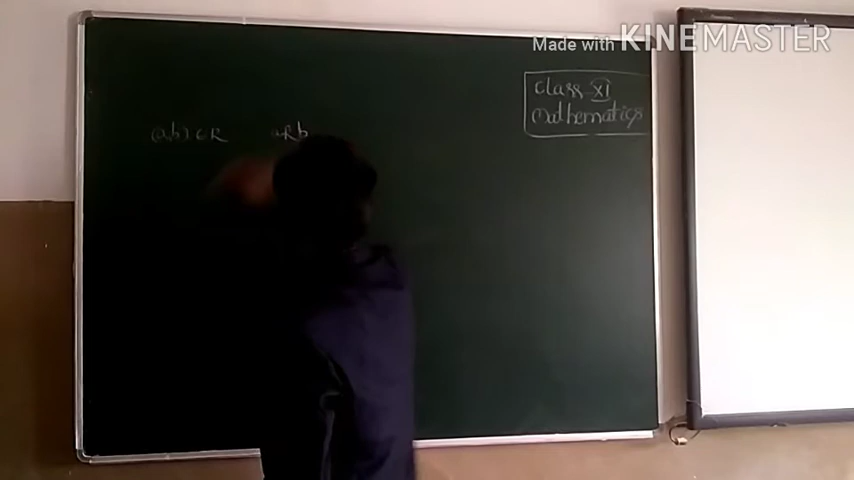 Made with KINEMASTER
class XI
mathematics
(a,b) ∈ R aRb